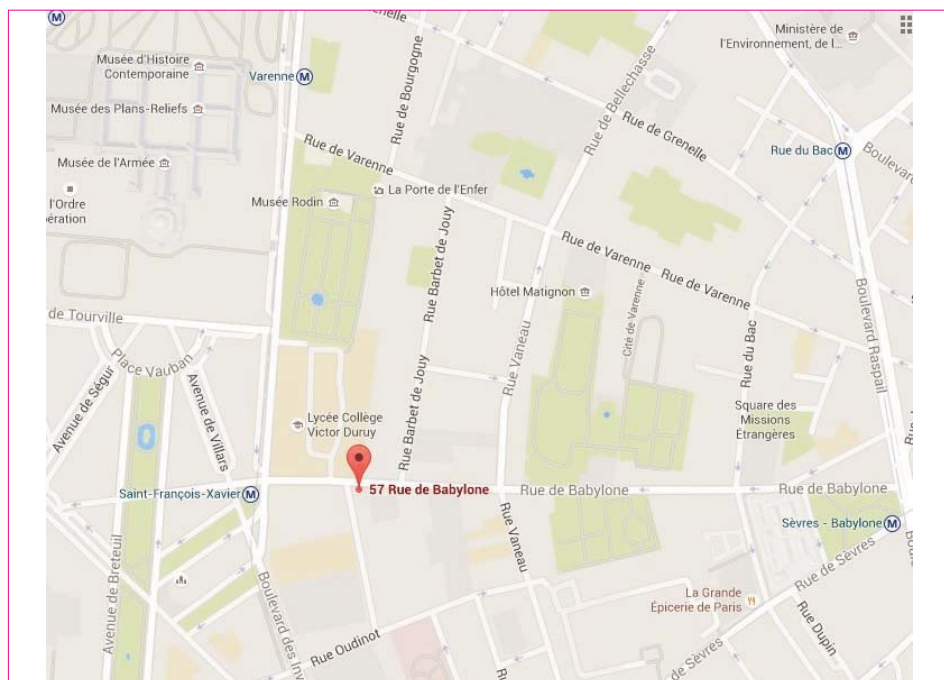 Rue de Grenelle
Ministère de
l'Environnement, de l...
Musée d'Histoire
Contemporaine
Varenne
M
M
Musée des Plans-Reliefs
Rue de Bourgogne
Rue de Bellechasse
Rue de Grenelle
Rue du Bac
M
Boulevard
Musée de l'Armée
Rue de Varenne
La Porte de l'Enfer
l'Ordre
ération
Musée Rodin
Rue Barbet de Jouy
Rue de Varenne
Rue de Varenne
Hôtel Matignon
Boulevard Raspail
de Tourville
Place Vauban
Rue Barbet de Jouy
Rue Vaneau
Cité de Varenne
Rue du Bac
Avenue de Ségur
Avenue de Villars
Lycée Collège
Victor Duruy
Square des
Missions
Étrangères
Saint-François-Xavier
M
57 Rue de Babylone
Rue de Babylone
Rue de Babylone
Sèvres - Babylone
M
Avenue de Breteuil
Boulevard des Inv
Rue Vaneau
Rue de Sèvres
La Grande
Épicerie de Paris
Rue Oudinot
de Sèvres
Rue Dupin